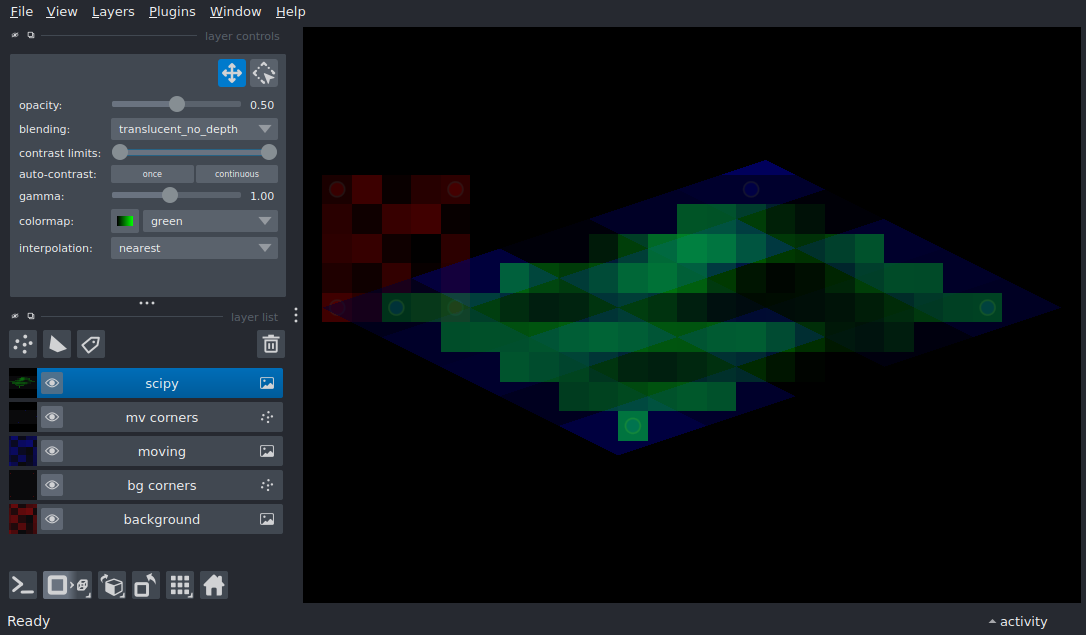 File View Layers Plugins Window Help
layer controls
opacity: 0.50
blending: translucent_no_depth
contrast limits:
auto-contrast: once continuous
gamma: 1.00
colormap: green
interpolation: nearest
layer list
scipy
mv corners
moving
bg corners
background
Ready
activity